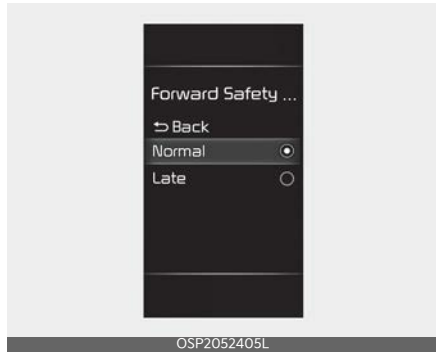 Forward Safety ...
Back
Normal
Late
OSP2052405L